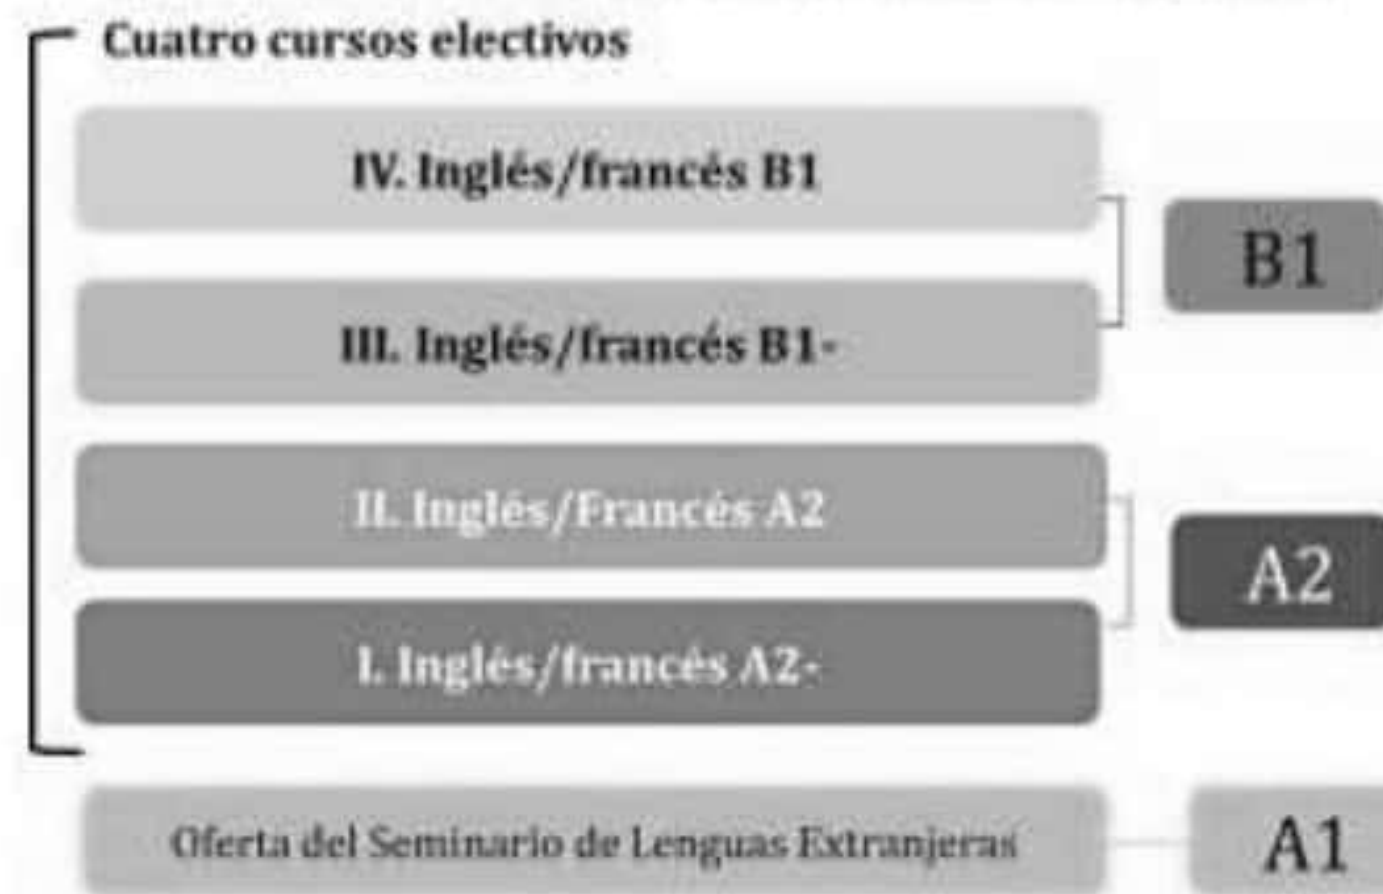 Cuatro cursos electivos
IV. Inglés/francés B1
III. Inglés/francés B1-
B1
II. Inglés/Francés A2
I. Inglés/francés A2-
A2
Oferta del Seminario de Lenguas Extranjeras
A1